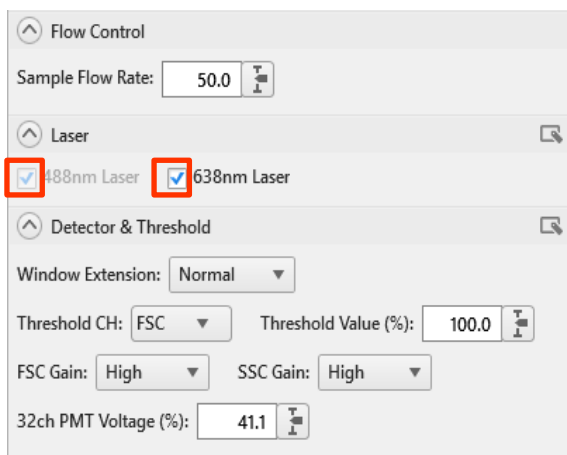 Flow Control
Sample Flow Rate: 50.0
Laser
488nm Laser 638nm Laser
Detector & Threshold
Window Extension: Normal
Threshold CH: FSC Threshold Value (%): 100.0
FSC Gain: High SSC Gain: High
32ch PMT Voltage (%): 41.1